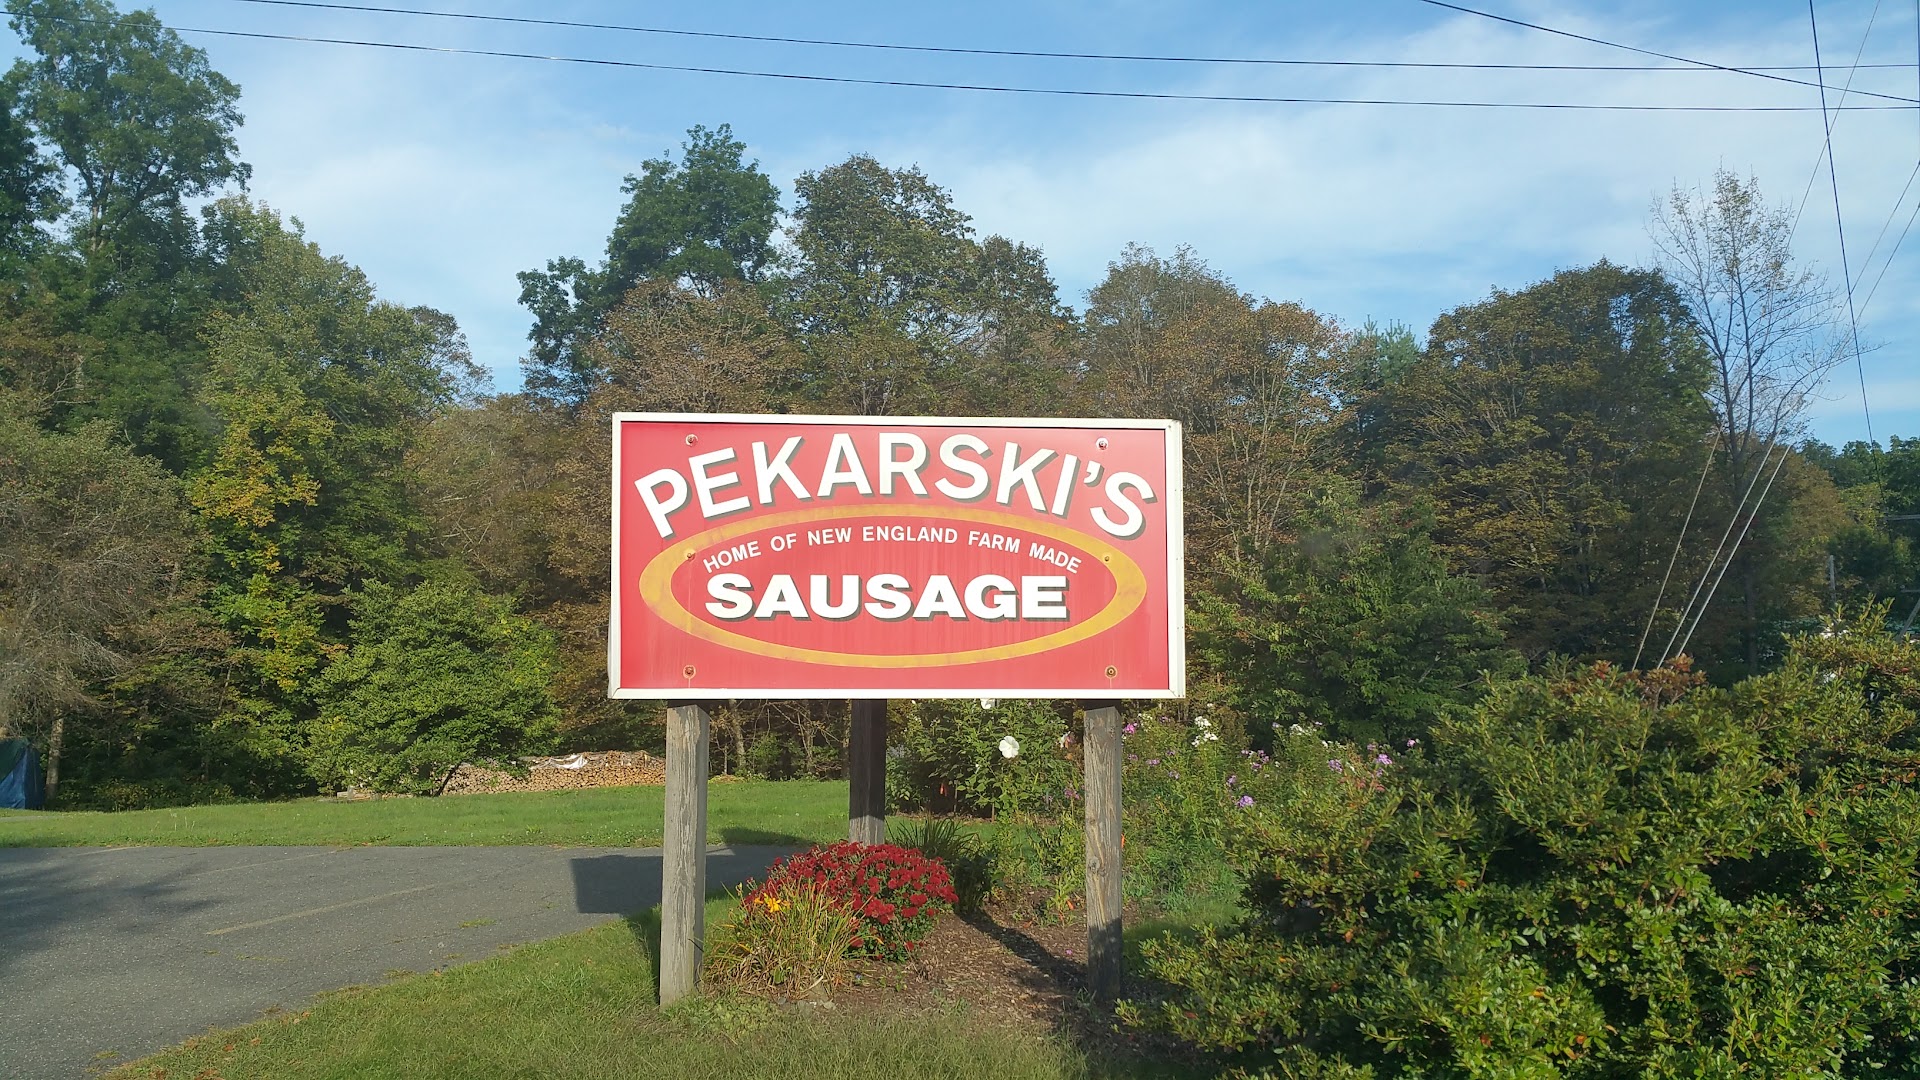 PEKARSKI'S
HOME OF NEW ENGLAND FARM MADE
SAUSAGE